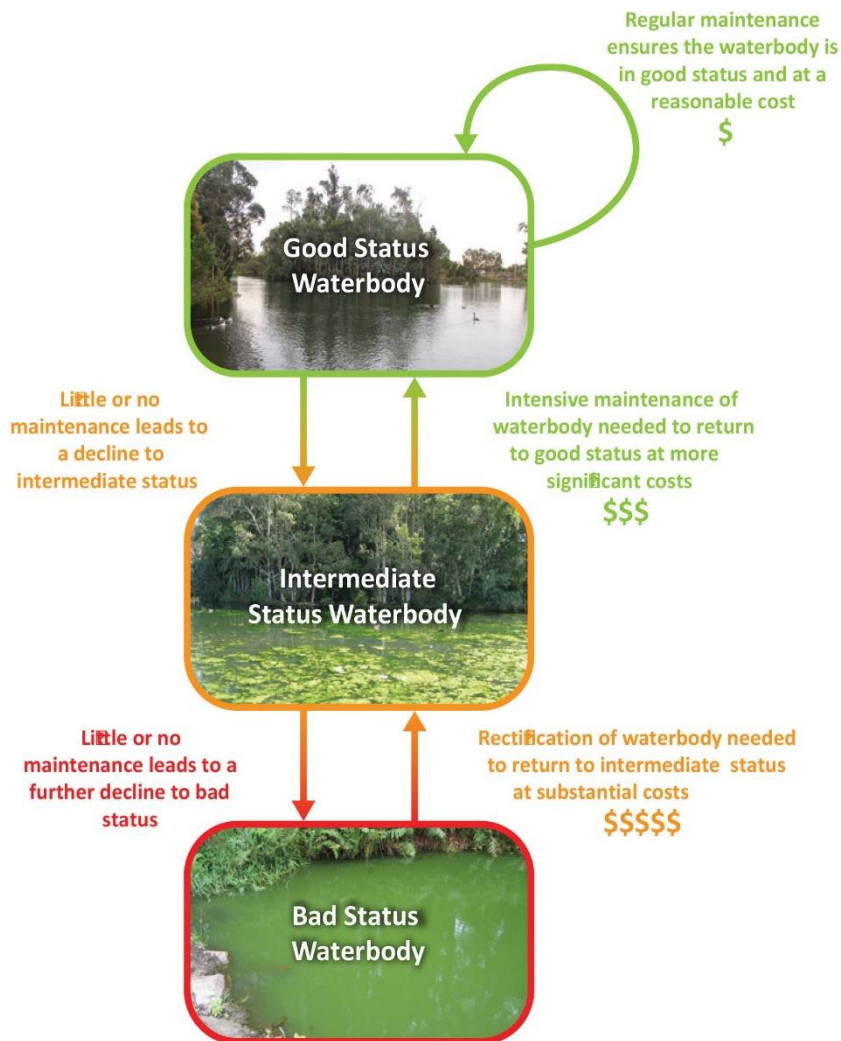 Regular maintenance
ensures the waterbody is
in good status and at a
reasonable cost
$
Good Status
Waterbody
Little or no
maintenance leads to
a decline to
intermediate status
Intensive maintenance of
waterbody needed to return
to good status at more
significant costs
$$$
Intermediate
Status Waterbody
Little or no
maintenance leads to a
further decline to bad
status
Rectification of waterbody needed
to return to intermediate status
at substantial costs
$$$$$
Bad Status
Waterbody